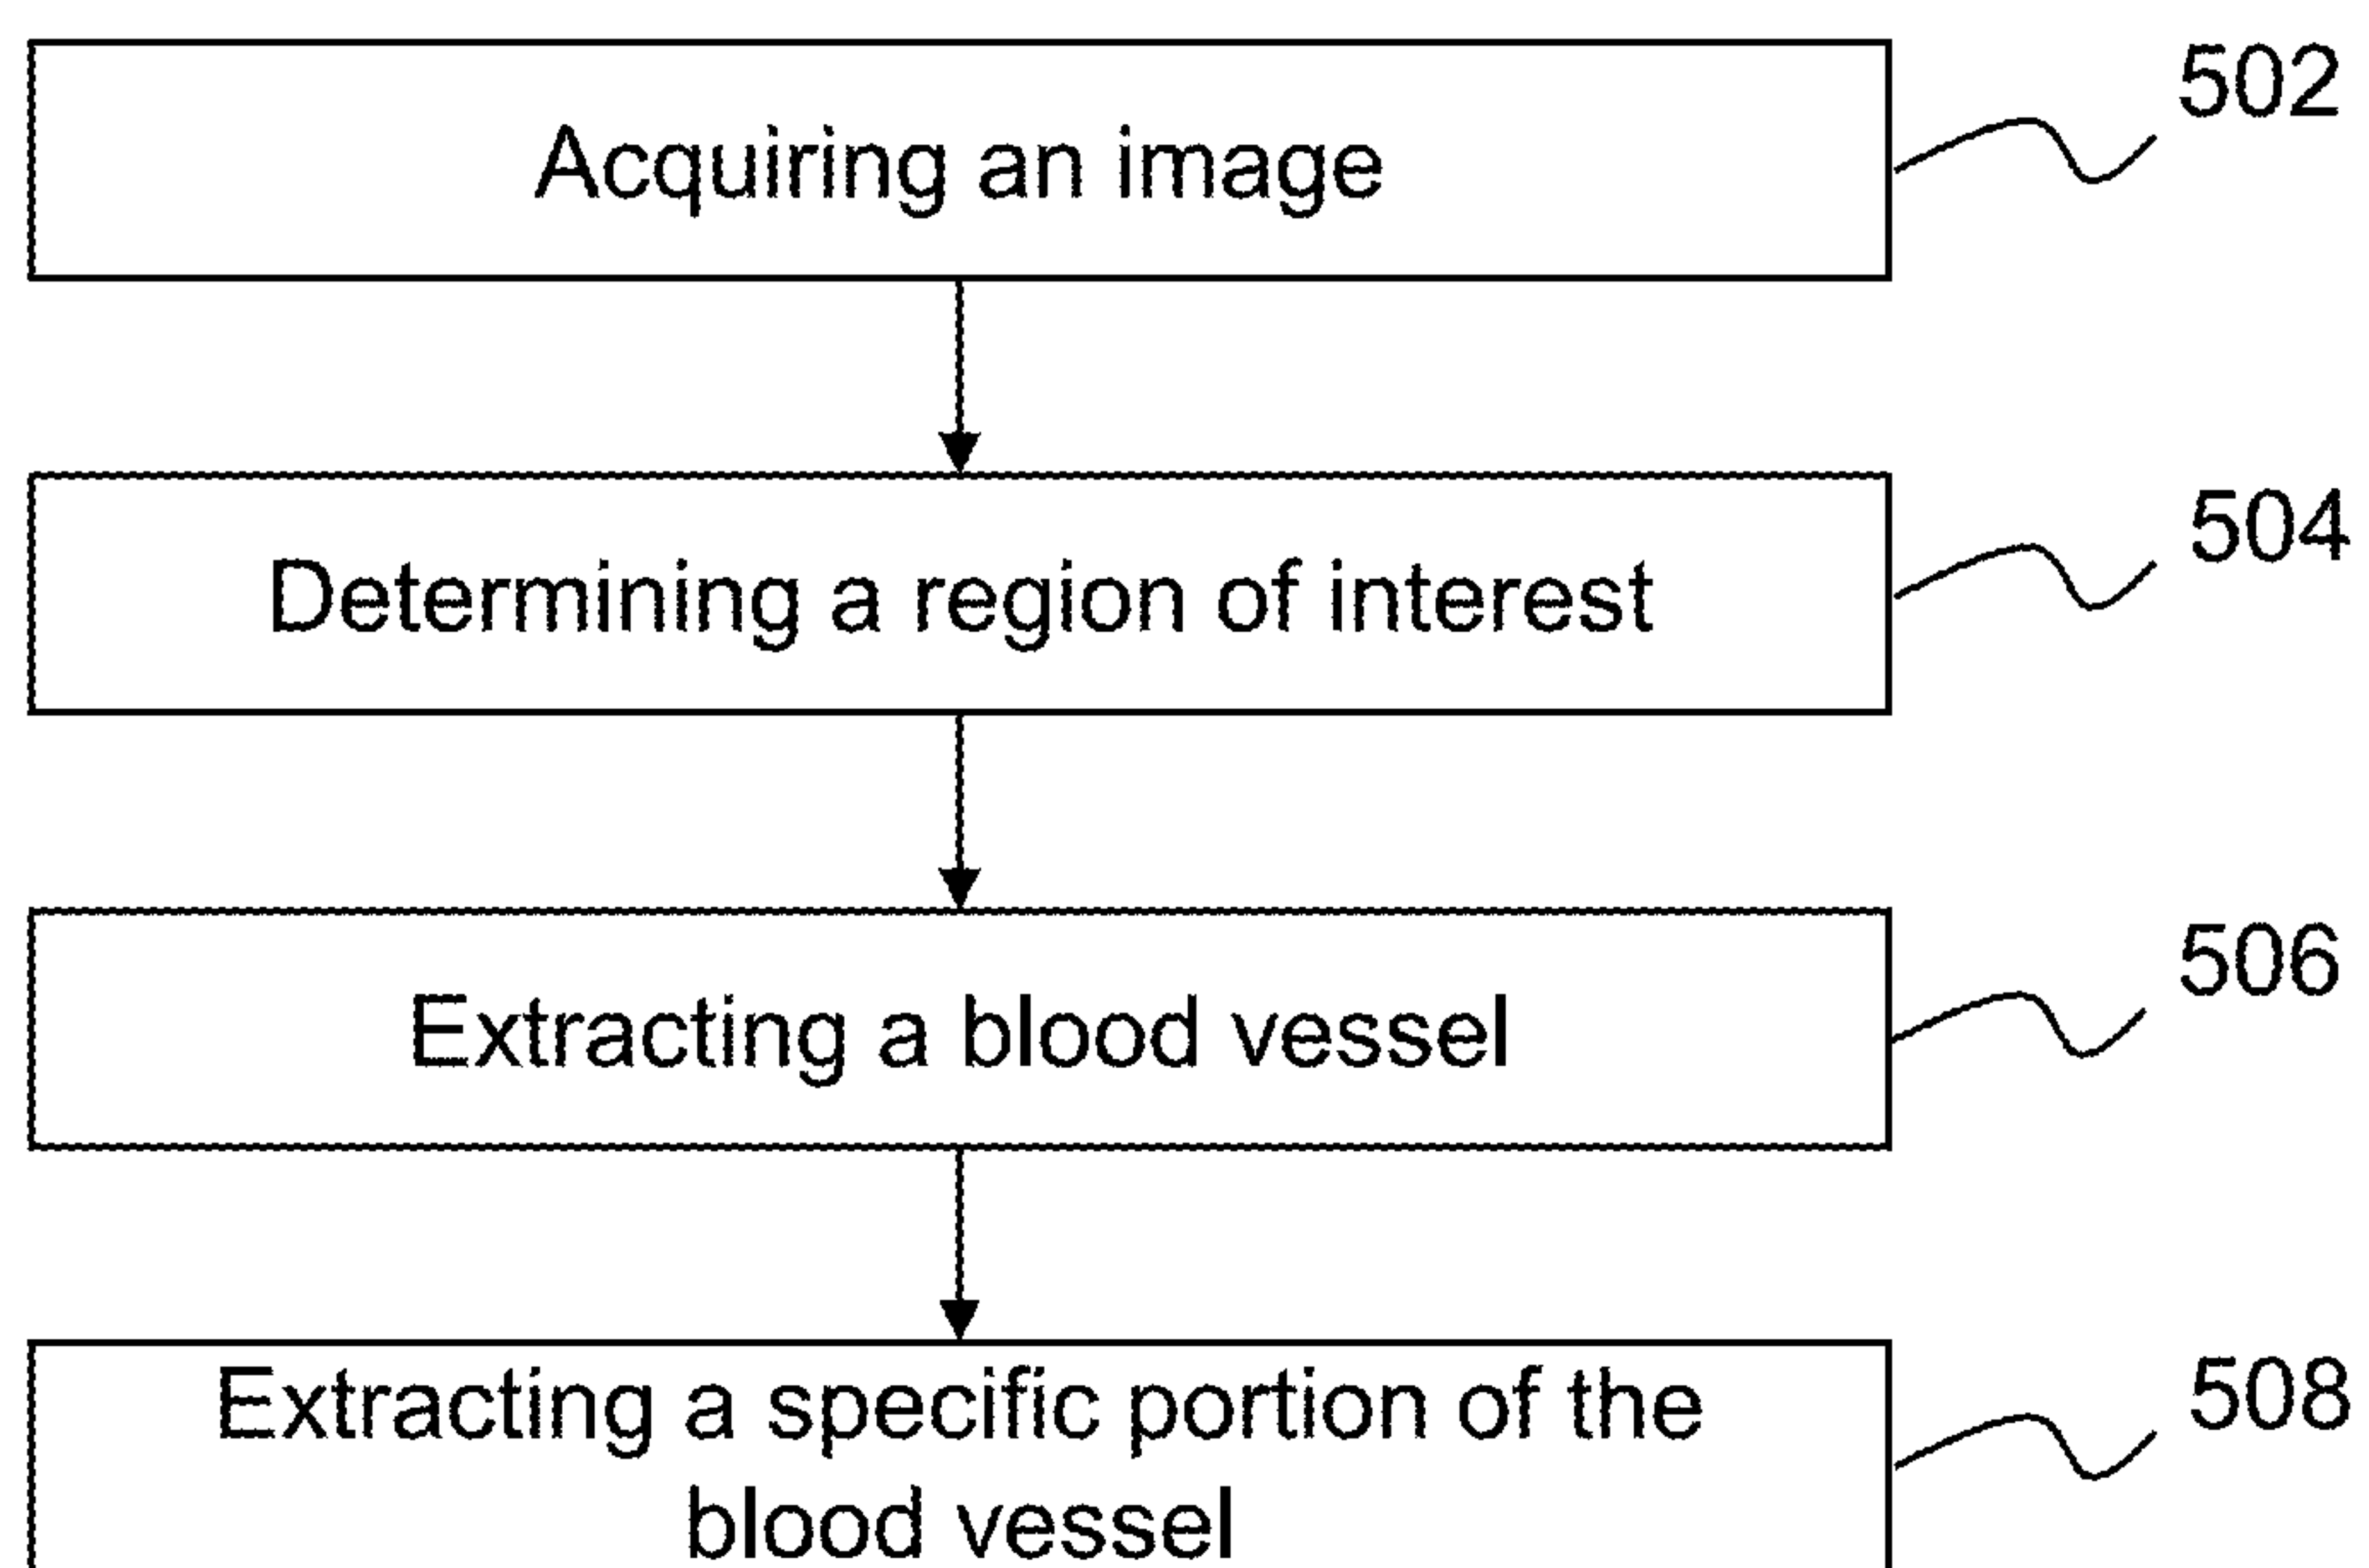 Acquiring an image
502
Determining a region of interest
504
Extracting a blood vessel
506
Extracting a specific portion of the
blood vessel
508